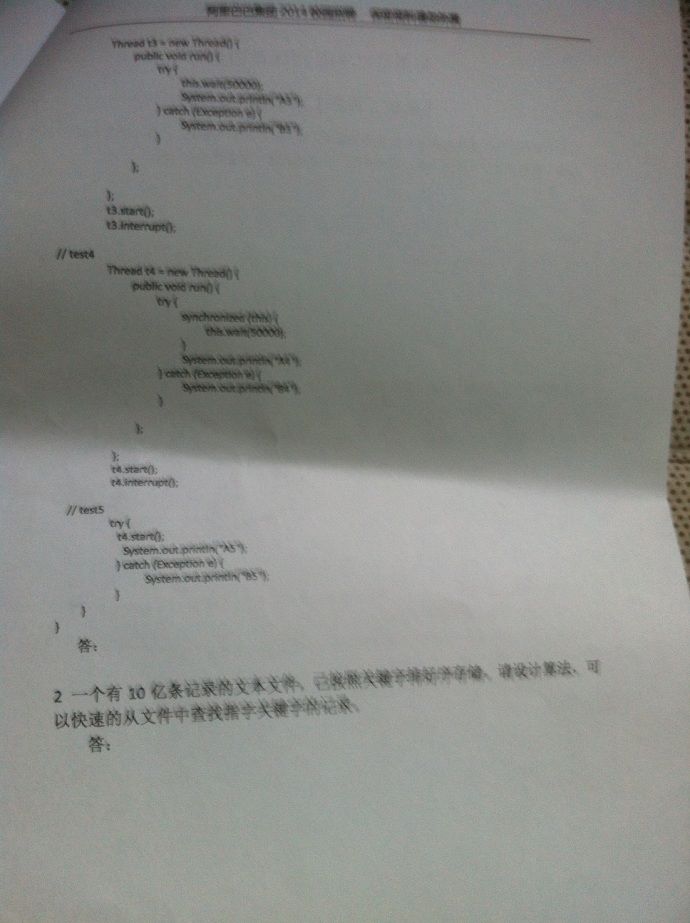 阿里巴巴集团 2014 校园招聘
Thread t3 = new Thread() {
public void run() {
try {
this.wait(50000);
System.out.println("A3");
} catch (Exception e) {
System.out.println("B3");
}
};
};
t3.start();
t3.interrupt();
// test4
Thread t4 = new Thread() {
public void run() {
try {
synchronized (this) {
this.wait(50000);
}
System.out.println("A4");
} catch (Exception e) {
System.out.println("B4");
}
};
};
t4.start();
t4.interrupt();
// test5
try {
t4.start();
System.out.println("A5");
} catch (Exception e) {
System.out.println("B5");
}
}
}
答：
2 一个有 10 亿条记录的文本文件，已按照关键字排好序存储，请设计算法，可
以快速的从文件中查找指字关键字的记录。
答：